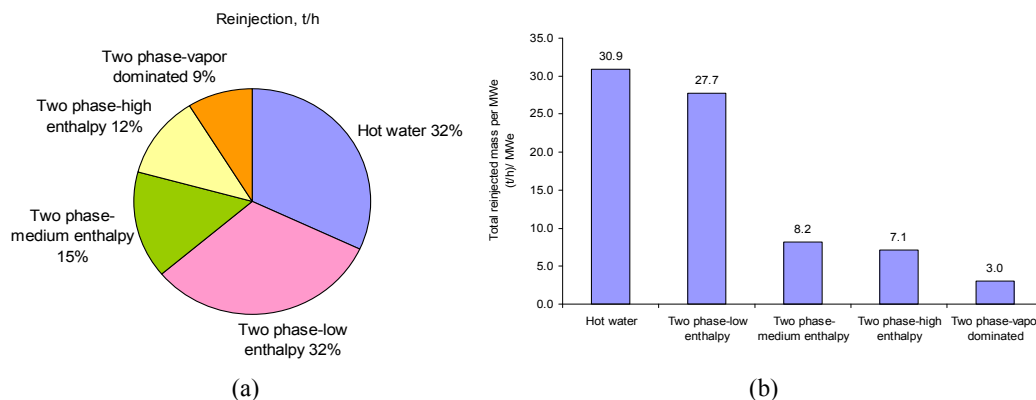 Reinjection, t/h
Two phase-vapor
dominated 9%
Two phase-high
enthalpy 12%
Hot water 32%
Two phase-
medium enthalpy
15%
Two phase-low
enthalpy 32%
(a)
Total reinjected mass per MWe
(t/h)/ MWe
35.0
30.0
25.0
20.0
15.0
10.0
5.0
0.0
30.9
27.7
8.2
7.1
3.0
Hot water
Two phase-low
enthalpy
Two phase-
medium enthalpy
Two phase-high
enthalpy
Two phase-vapor
dominated
(b)